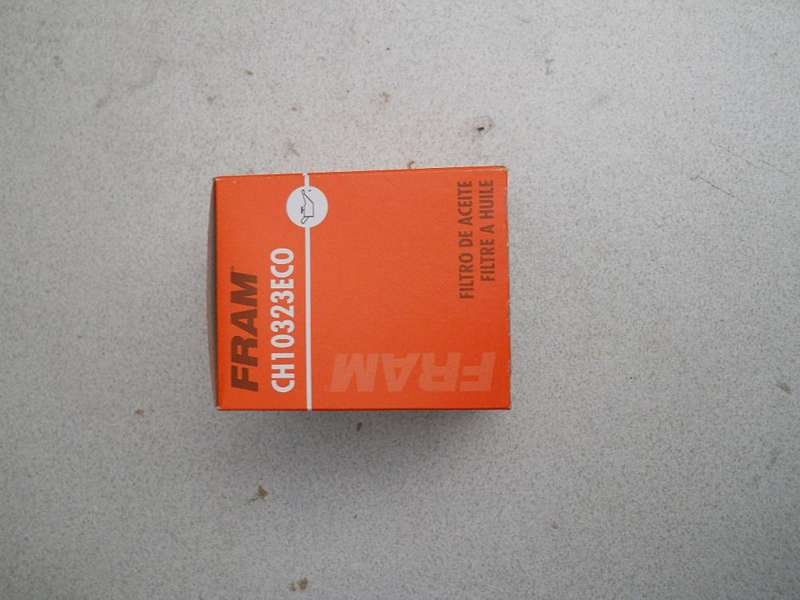 FRAM
CH10323ECO
FRAM
FILTRO DE ACEITE
FILTRE A HUILE